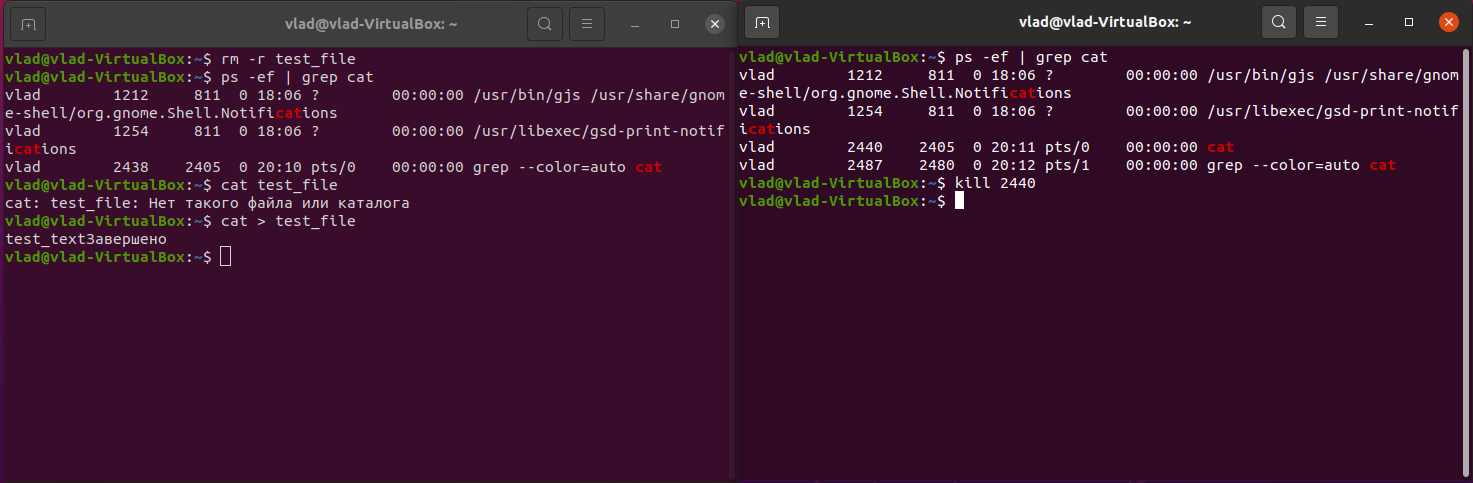 vlad@vlad-VirtualBox: ~
vlad@vlad-VirtualBox:~$ rm -r test_file
vlad@vlad-VirtualBox:~$ ps -ef | grep cat
vlad        1212     811  0 18:06 ?        00:00:00 /usr/bin/gjs /usr/share/gnom
e-shell/org.gnome.Shell.Notifications
vlad        1254     811  0 18:06 ?        00:00:00 /usr/libexec/gsd-print-notif
ications
vlad        2438    2405  0 20:10 pts/0    00:00:00 grep --color=auto cat
vlad@vlad-VirtualBox:~$ cat test_file
cat: test_file: Нет такого файла или каталога
vlad@vlad-VirtualBox:~$ cat > test_file
test_textЗавершено
vlad@vlad-VirtualBox:~$
vlad@vlad-VirtualBox: ~
vlad@vlad-VirtualBox:~$ ps -ef | grep cat
vlad        1212     811  0 18:06 ?        00:00:00 /usr/bin/gjs /usr/share/gnom
e-shell/org.gnome.Shell.Notifications
vlad        1254     811  0 18:06 ?        00:00:00 /usr/libexec/gsd-print-notif
ications
vlad        2440    2405  0 20:11 pts/0    00:00:00 cat
vlad        2487    2480  0 20:12 pts/1    00:00:00 grep --color=auto cat
vlad@vlad-VirtualBox:~$ kill 2440
vlad@vlad-VirtualBox:~$